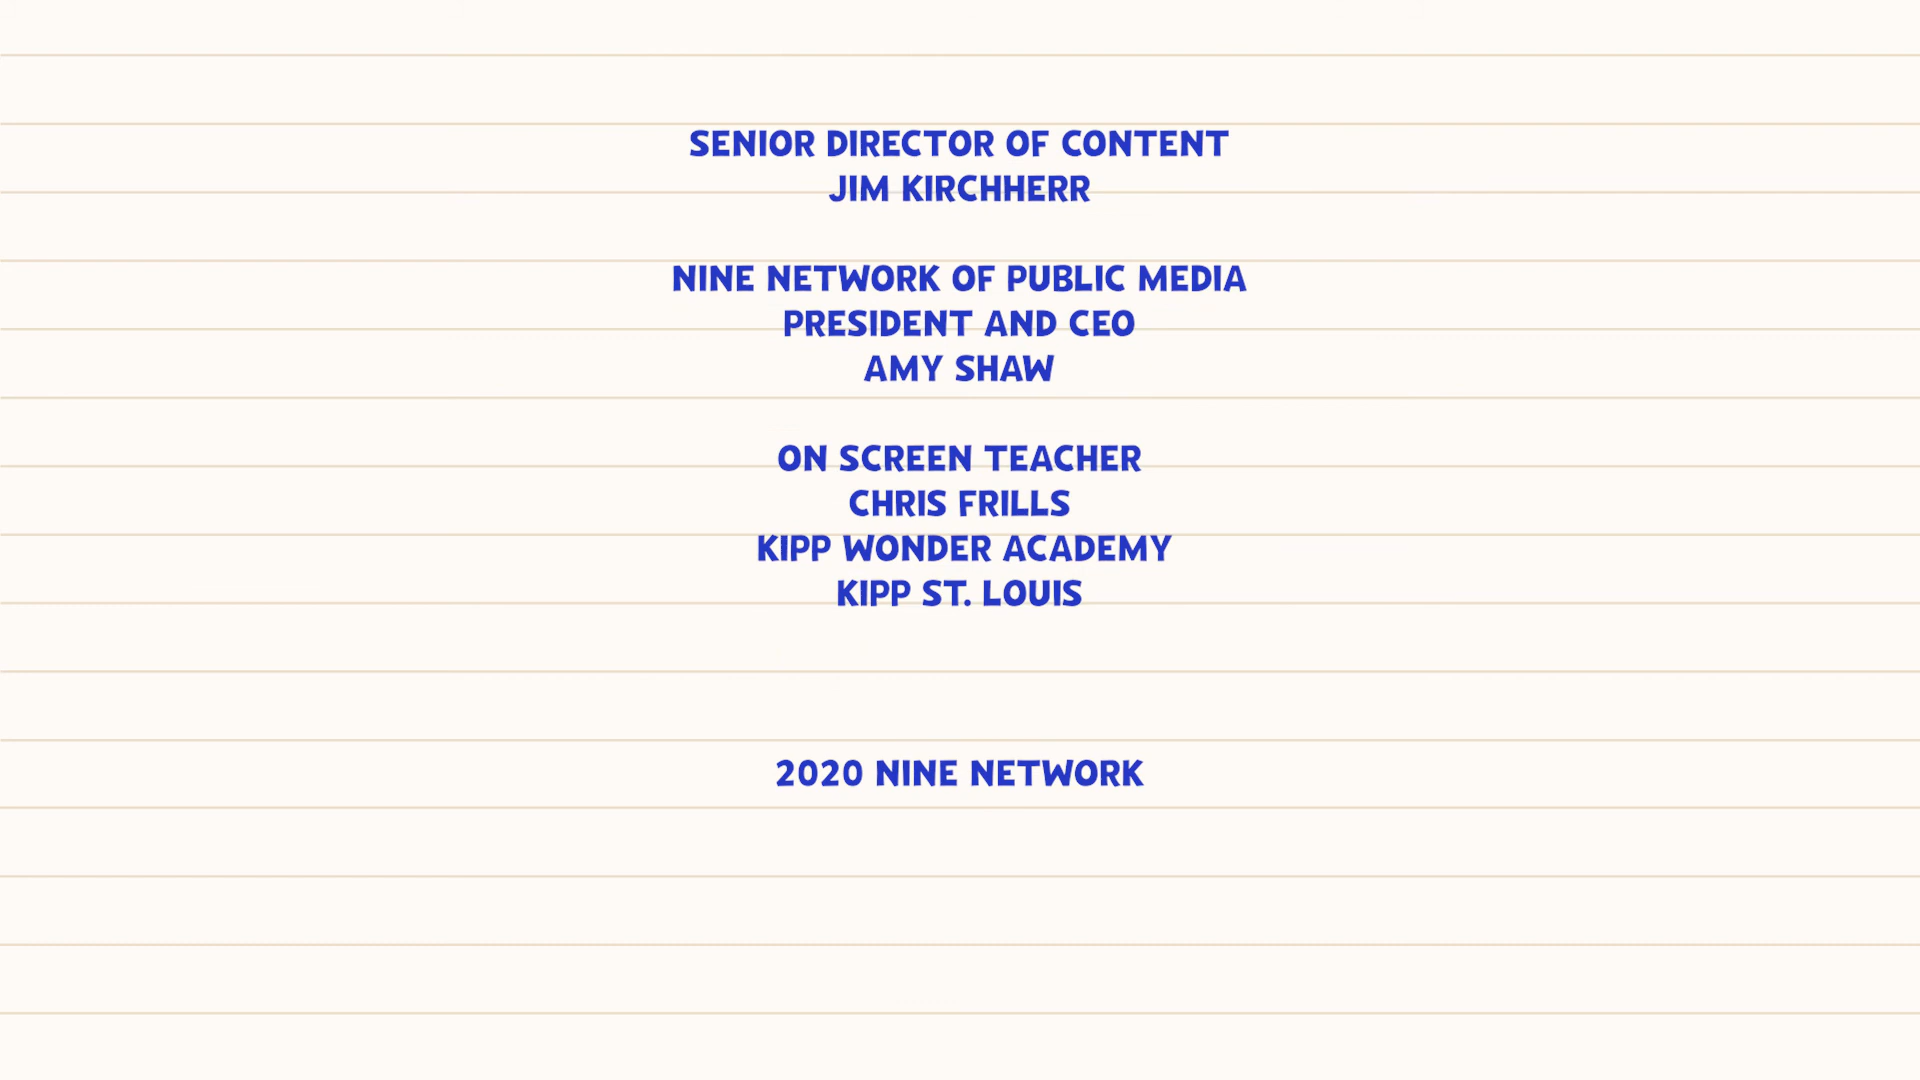 SENIOR DIRECTOR OF CONTENT
JIM KIRCHHERR
NINE NETWORK OF PUBLIC MEDIA
PRESIDENT AND CEO
AMY SHAW
ON SCREEN TEACHER
CHRIS FRILLS
KIPP WONDER ACADEMY
KIPP ST. LOUIS
2020 NINE NETWORK